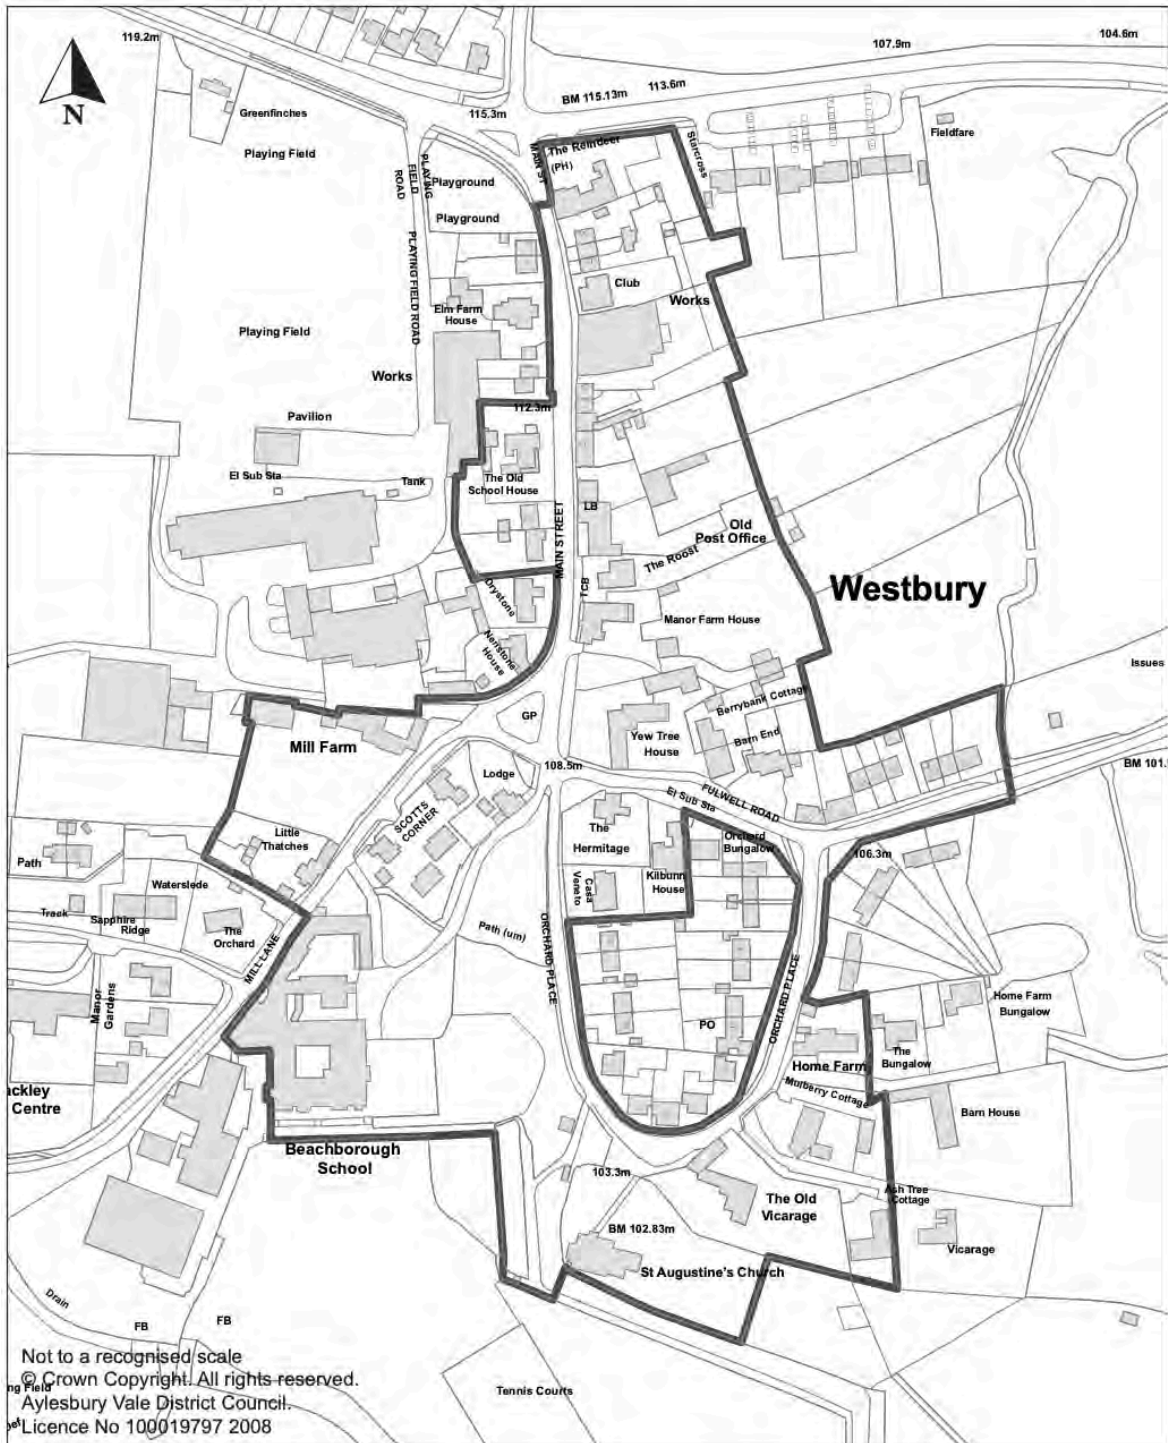 119.2m
107.9m
104.6m
BM 115.13m
113.6m
N
Greenfinches
115.3m
Playing Field
MAIN ST
The Reindeer
(PH)
Starcross
Fieldfare
PLAYING
FIELD
ROAD
Playground
Playground
PLAYING FIELD ROAD
Club
Works
Elm Farm
House
Playing Field
Works
112.3m
Pavilion
El Sub Sta
Tank
The Old
School House
LB
MAIN STREET
Old
Post Office
The Roost
Westbury
TCB
Drystone
Manor Farm House
Nenstone
House
Issues
Berrybank Cottage
GP
Mill Farm
Yew Tree
House
Barn End
108.5m
BM 101.
Lodge
FULWELL ROAD
El Sub Sta
SCOTTS
CORNER
Little
Thatches
The
Hermitage
Orchard
Bungalow
106.3m
Path
Waterslede
Casa
Veneto
Kilbunn
House
Track
Sapphire
Ridge
The
Orchard
Path (um)
MILL LANE
ORCHARD PLACE
ORCHARD PLACE
Manor
Gardens
Home Farm
Bungalow
PO
The
Bungalow
Home Farm
Mulberry Cottage
ackley
Centre
Barn House
Beachborough
School
103.3m
Ash Tree
Cottage
The Old
Vicarage
BM 102.83m
Vicarage
St Augustine's Church
Drain
FB
FB
Not to a recognised scale
© Crown Copyright. All rights reserved.
ng Field
Aylesbury Vale District Council.
Licence No 100019797 2008
Tennis Courts